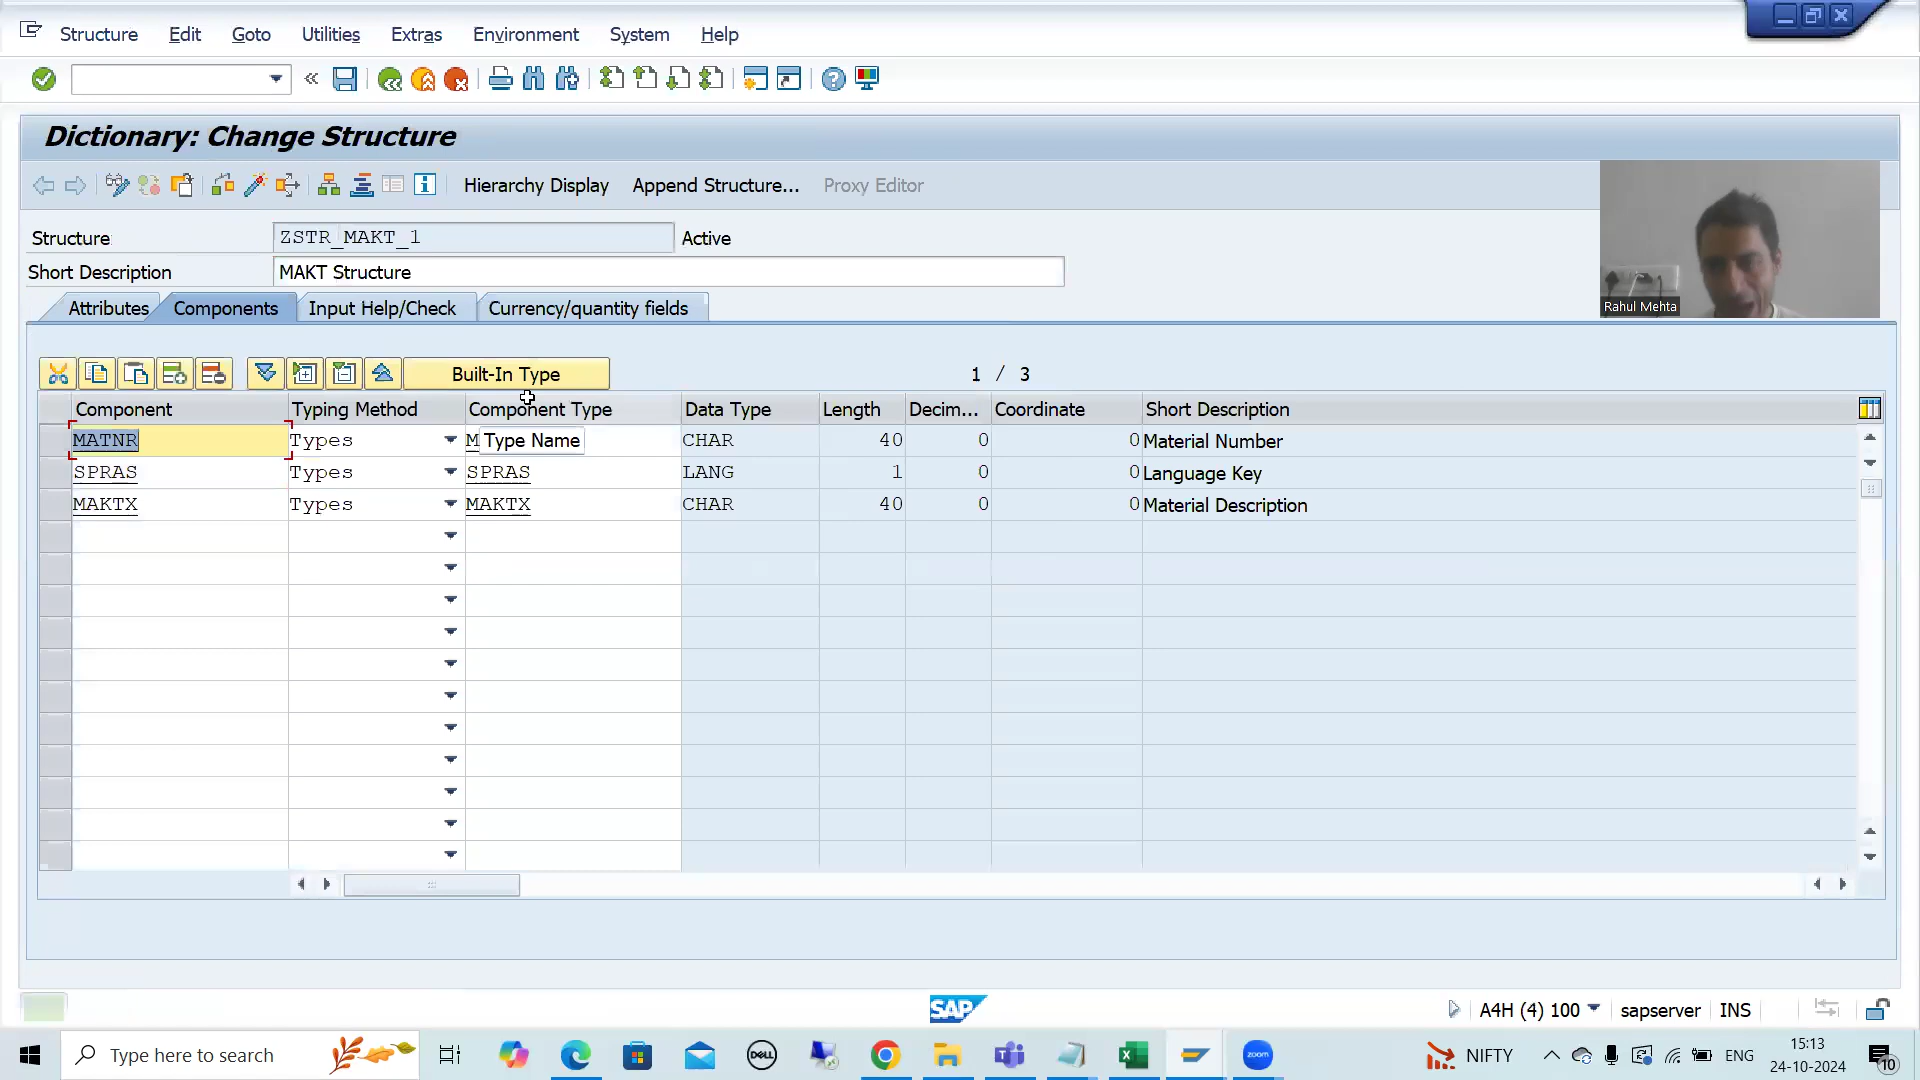 Structure Edit Goto Utilities Extras Environment System Help
Dictionary: Change Structure
Hierarchy Display Append Structure... Proxy Editor
Structure ZSTR_MAKT_1 Active
Short Description MAKT Structure
Rahul Mehta
Attributes Components Input Help/Check Currency/quantity fields
Built-In Type 1 / 3
Component Typing Method Component Type Data Type Length Decim... Coordinate Short Description
MATNR Types M Type Name CHAR 40 0 0 Material Number
SPRAS Types SPRAS LANG 1 0 0 Language Key
MAKTX Types MAKTX CHAR 40 0 0 Material Description
SAP A4H (4) 100 sapserver INS
Type here to search DELL zoom NIFTY ENG 15:13
24-10-2024 10